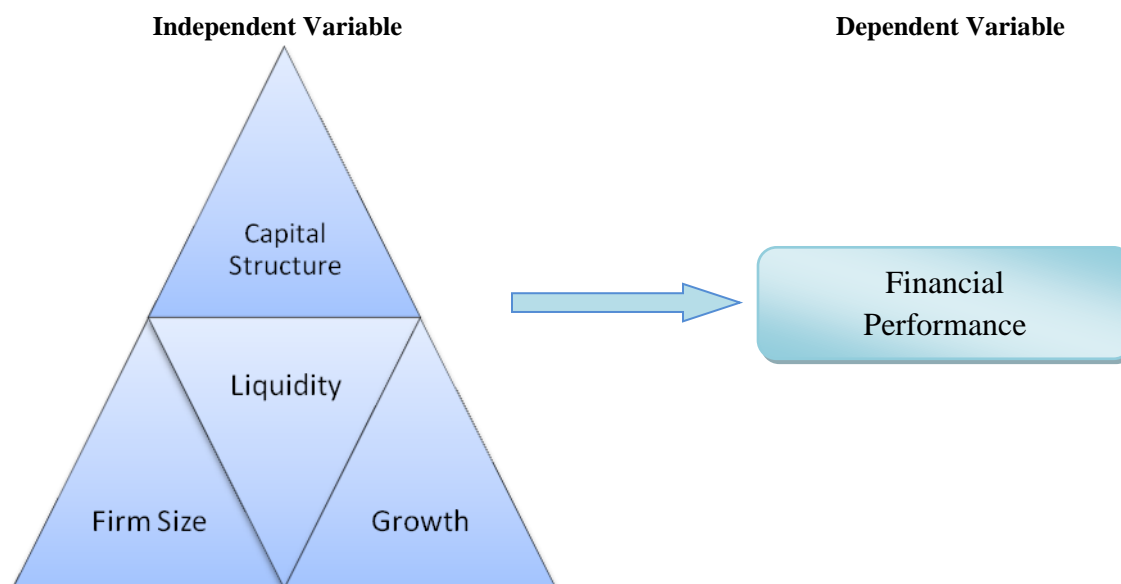 Independent Variable
Dependent Variable
Capital
Structure
Financial
Performance
Liquidity
Firm Size
Growth